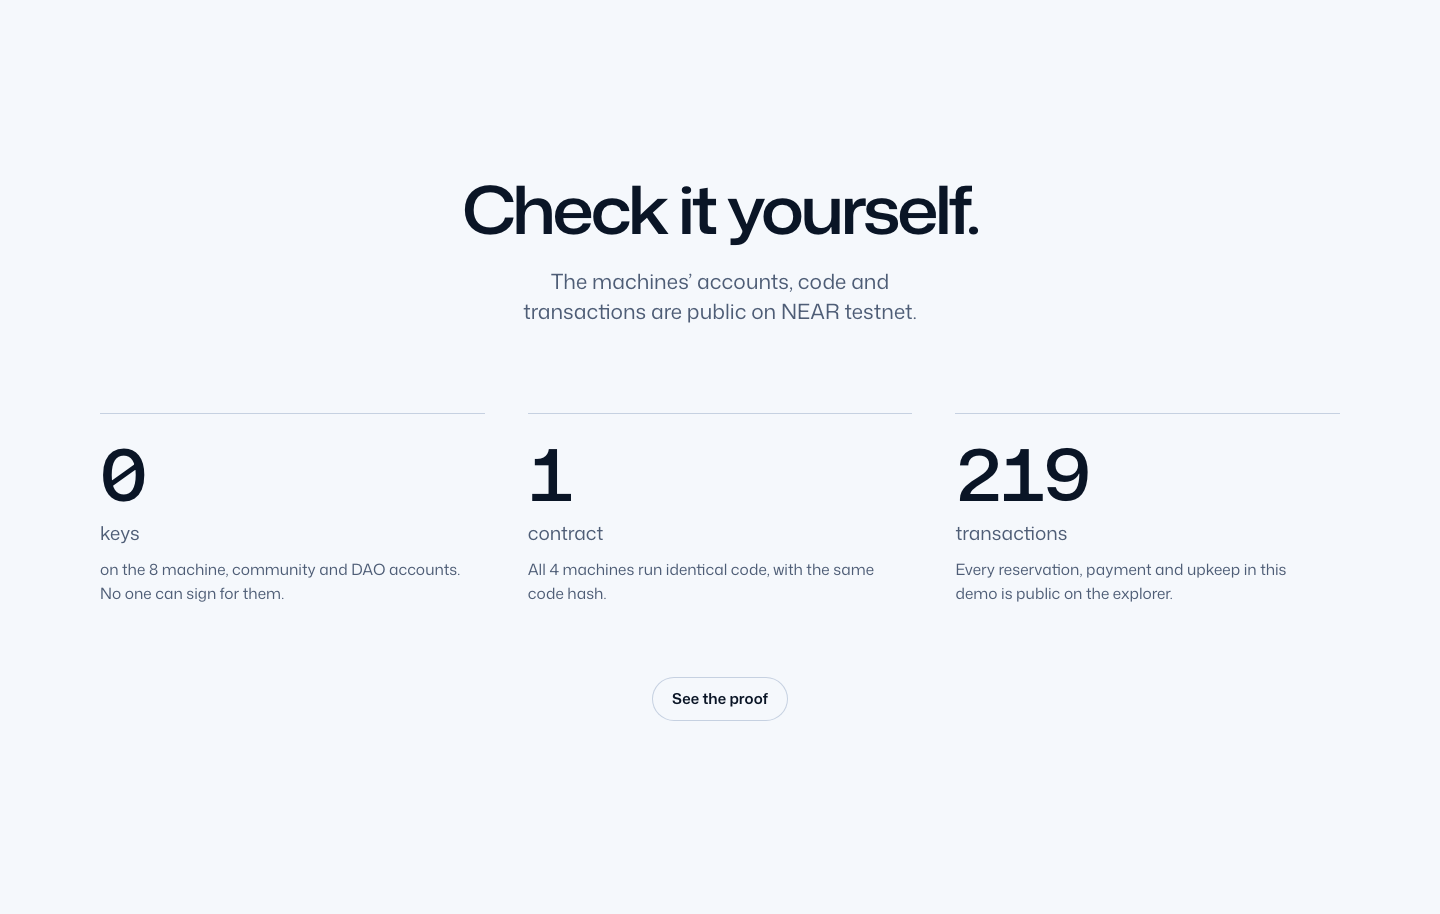 Check it yourself.
The machines’ accounts, code and
transactions are public on NEAR testnet.
0
keys
on the 8 machine, community and DAO accounts.
No one can sign for them.
1
contract
All 4 machines run identical code, with the same
code hash.
219
transactions
Every reservation, payment and upkeep in this
demo is public on the explorer.
See the proof